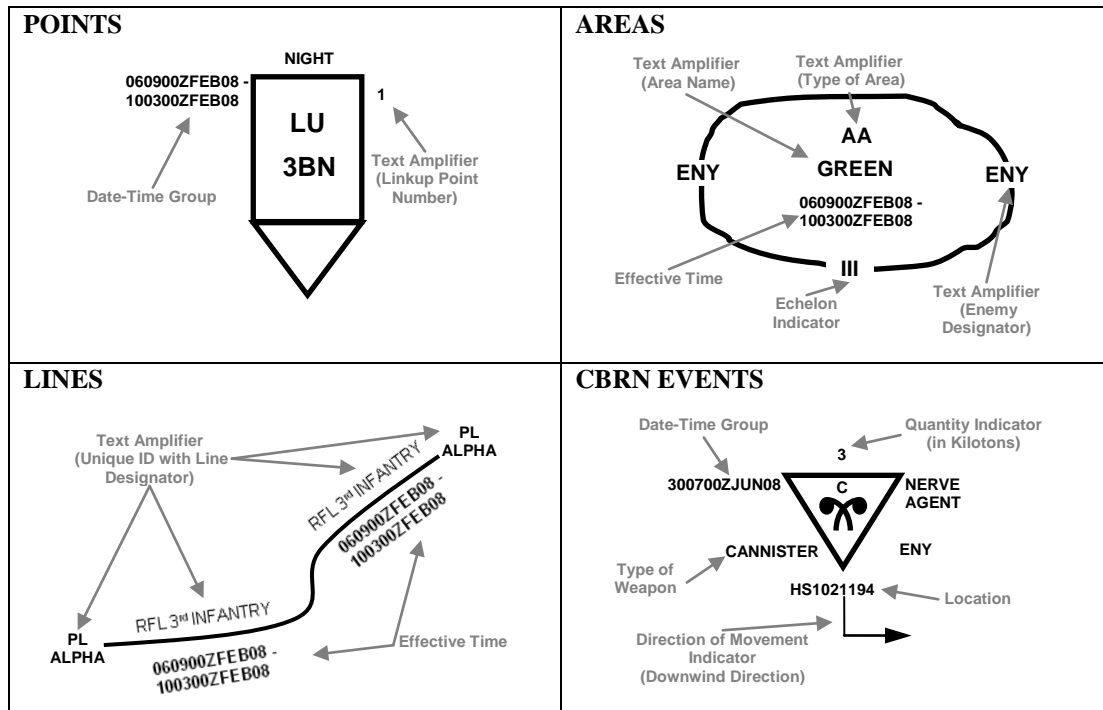 POINTS
NIGHT
060900ZFEB08 -
100300ZFEB08
1
LU
3BN
Date-Time Group
Text Amplifier
(Linkup Point
Number)
AREAS
Text Amplifier
(Area Name)
Text Amplifier
(Type of Area)
AA
ENY
GREEN
ENY
060900ZFEB08 -
100300ZFEB08
Effective Time
III
Echelon
Indicator
Text Amplifier
(Enemy
Designator)
LINES
Text Amplifier
(Unique ID with Line
Designator)
PL
ALPHA
RFL 3rd INFANTRY
060900ZFEB08 -
100300ZFEB08
RFL 3rd INFANTRY
PL
ALPHA
060900ZFEB08 -
100300ZFEB08
Effective Time
CBRN EVENTS
Date-Time Group
Quantity Indicator
(in Kilotons)
3
300700ZJUN08
C
NERVE
AGENT
CANNISTER
ENY
Type of
Weapon
HS1021194
Location
Direction of Movement
Indicator
(Downwind Direction)